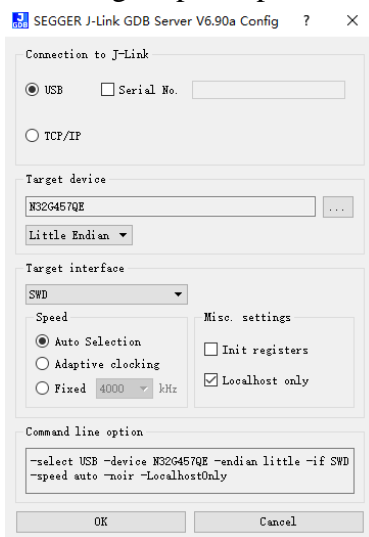 SEGGER J-Link GDB Server V6.90a Config ? ×
Connection to J-Link
USB Serial No.
TCP/IP
Target device
N32G457QE ...
Little Endian
Target interface
SWD
Speed Misc. settings
Auto Selection Init registers
Adaptive clocking
Localhost only
Fixed 4000 kHz
Command line option
-select USB -device N32G457QE -endian little -if SWD
-speed auto -noir -LocalhostOnly
OK Cancel